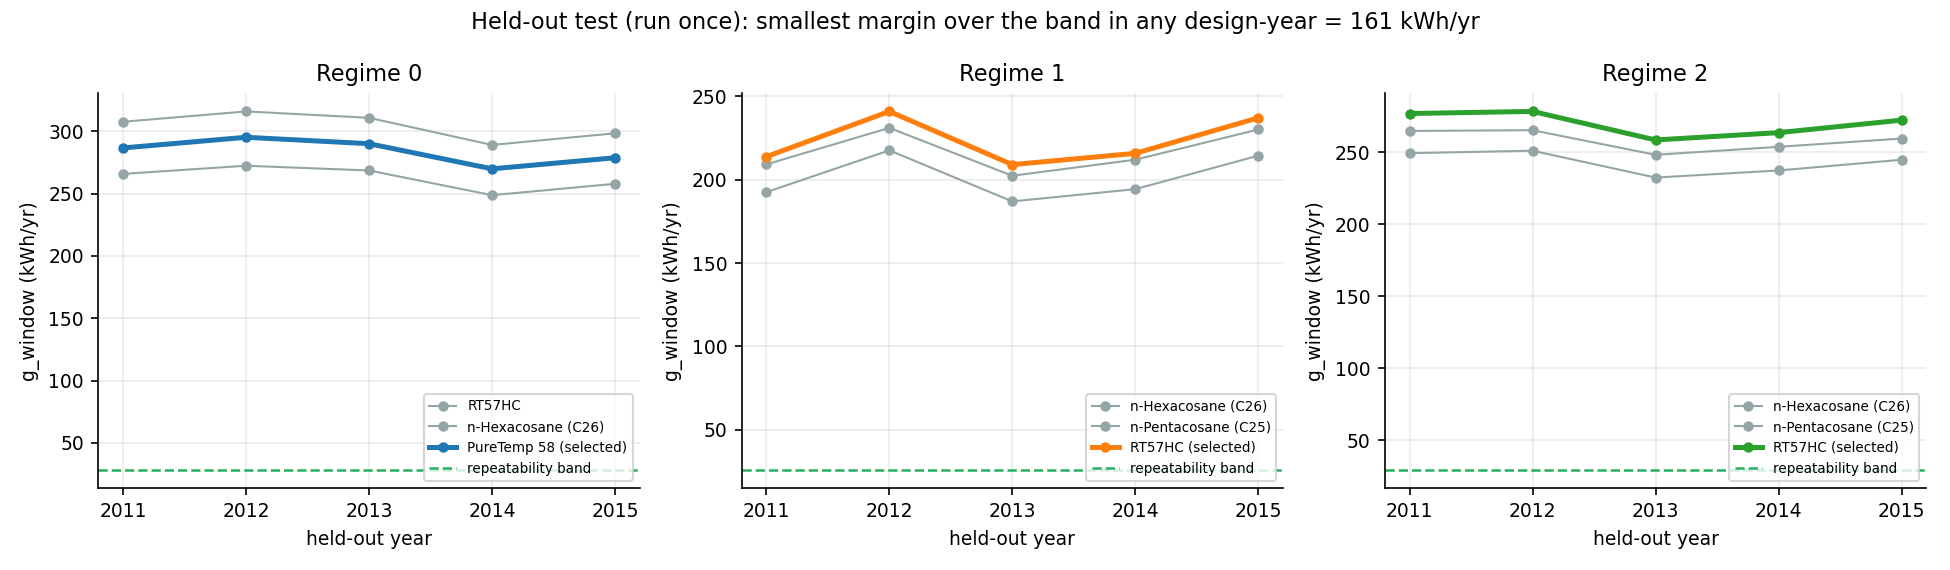 Held-out test (run once): smallest margin over the band in any design-year = 161 kWh/yr
Regime 0
g_window (kWh/yr)
300
250
200
150
100
50
RT57HC
n-Hexacosane (C26)
PureTemp 58 (selected)
repeatability band
2011 2012 2013 2014 2015
held-out year
Regime 1
g_window (kWh/yr)
250
200
150
100
50
n-Hexacosane (C26)
n-Pentacosane (C25)
RT57HC (selected)
repeatability band
2011 2012 2013 2014 2015
held-out year
Regime 2
g_window (kWh/yr)
250
200
150
100
50
n-Hexacosane (C26)
n-Pentacosane (C25)
RT57HC (selected)
repeatability band
2011 2012 2013 2014 2015
held-out year